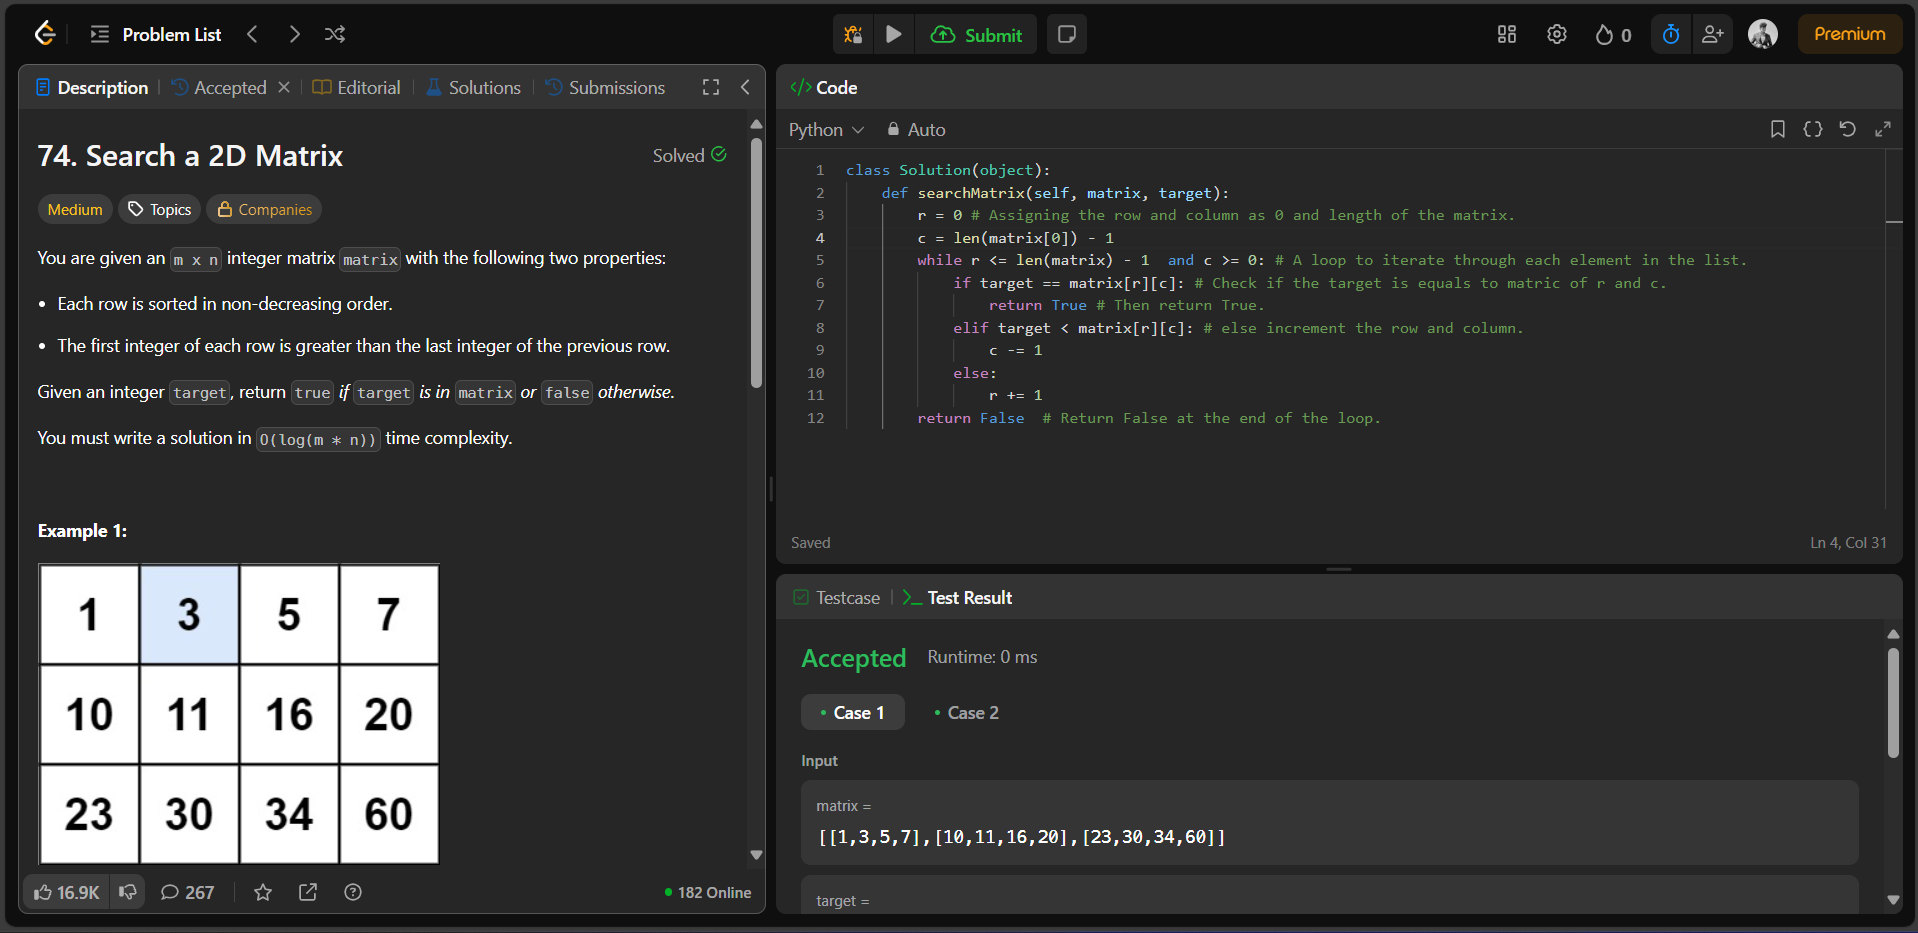 Problem List
Submit
0
Premium
Description
Accepted
Editorial
Solutions
Submissions
74. Search a 2D Matrix
Solved
Medium
Topics
Companies
You are given an m x n integer matrix matrix with the following two properties:
• Each row is sorted in non-decreasing order.
• The first integer of each row is greater than the last integer of the previous row.
Given an integer target, return true if target is in matrix or false otherwise.
You must write a solution in O(log(m * n)) time complexity.
Example 1:
1 3 5 7
10 11 16 20
23 30 34 60
16.9K
267
182 Online
</> Code
Python
Auto
1 class Solution(object):
2 def searchMatrix(self, matrix, target):
3 r = 0 # Assigning the row and column as 0 and length of the matrix.
4 c = len(matrix[0]) - 1
5 while r <= len(matrix) - 1  and c >= 0: # A loop to iterate through each element in the list.
6 if target == matrix[r][c]: # Check if the target is equals to matric of r and c.
7 return True # Then return True.
8 elif target < matrix[r][c]: # else increment the row and column.
9 c -= 1
10 else:
11 r += 1
12 return False  # Return False at the end of the loop.
Saved
Ln 4, Col 31
Testcase
Test Result
Accepted
Runtime: 0 ms
• Case 1
• Case 2
Input
matrix =
[[1,3,5,7],[10,11,16,20],[23,30,34,60]]
target =